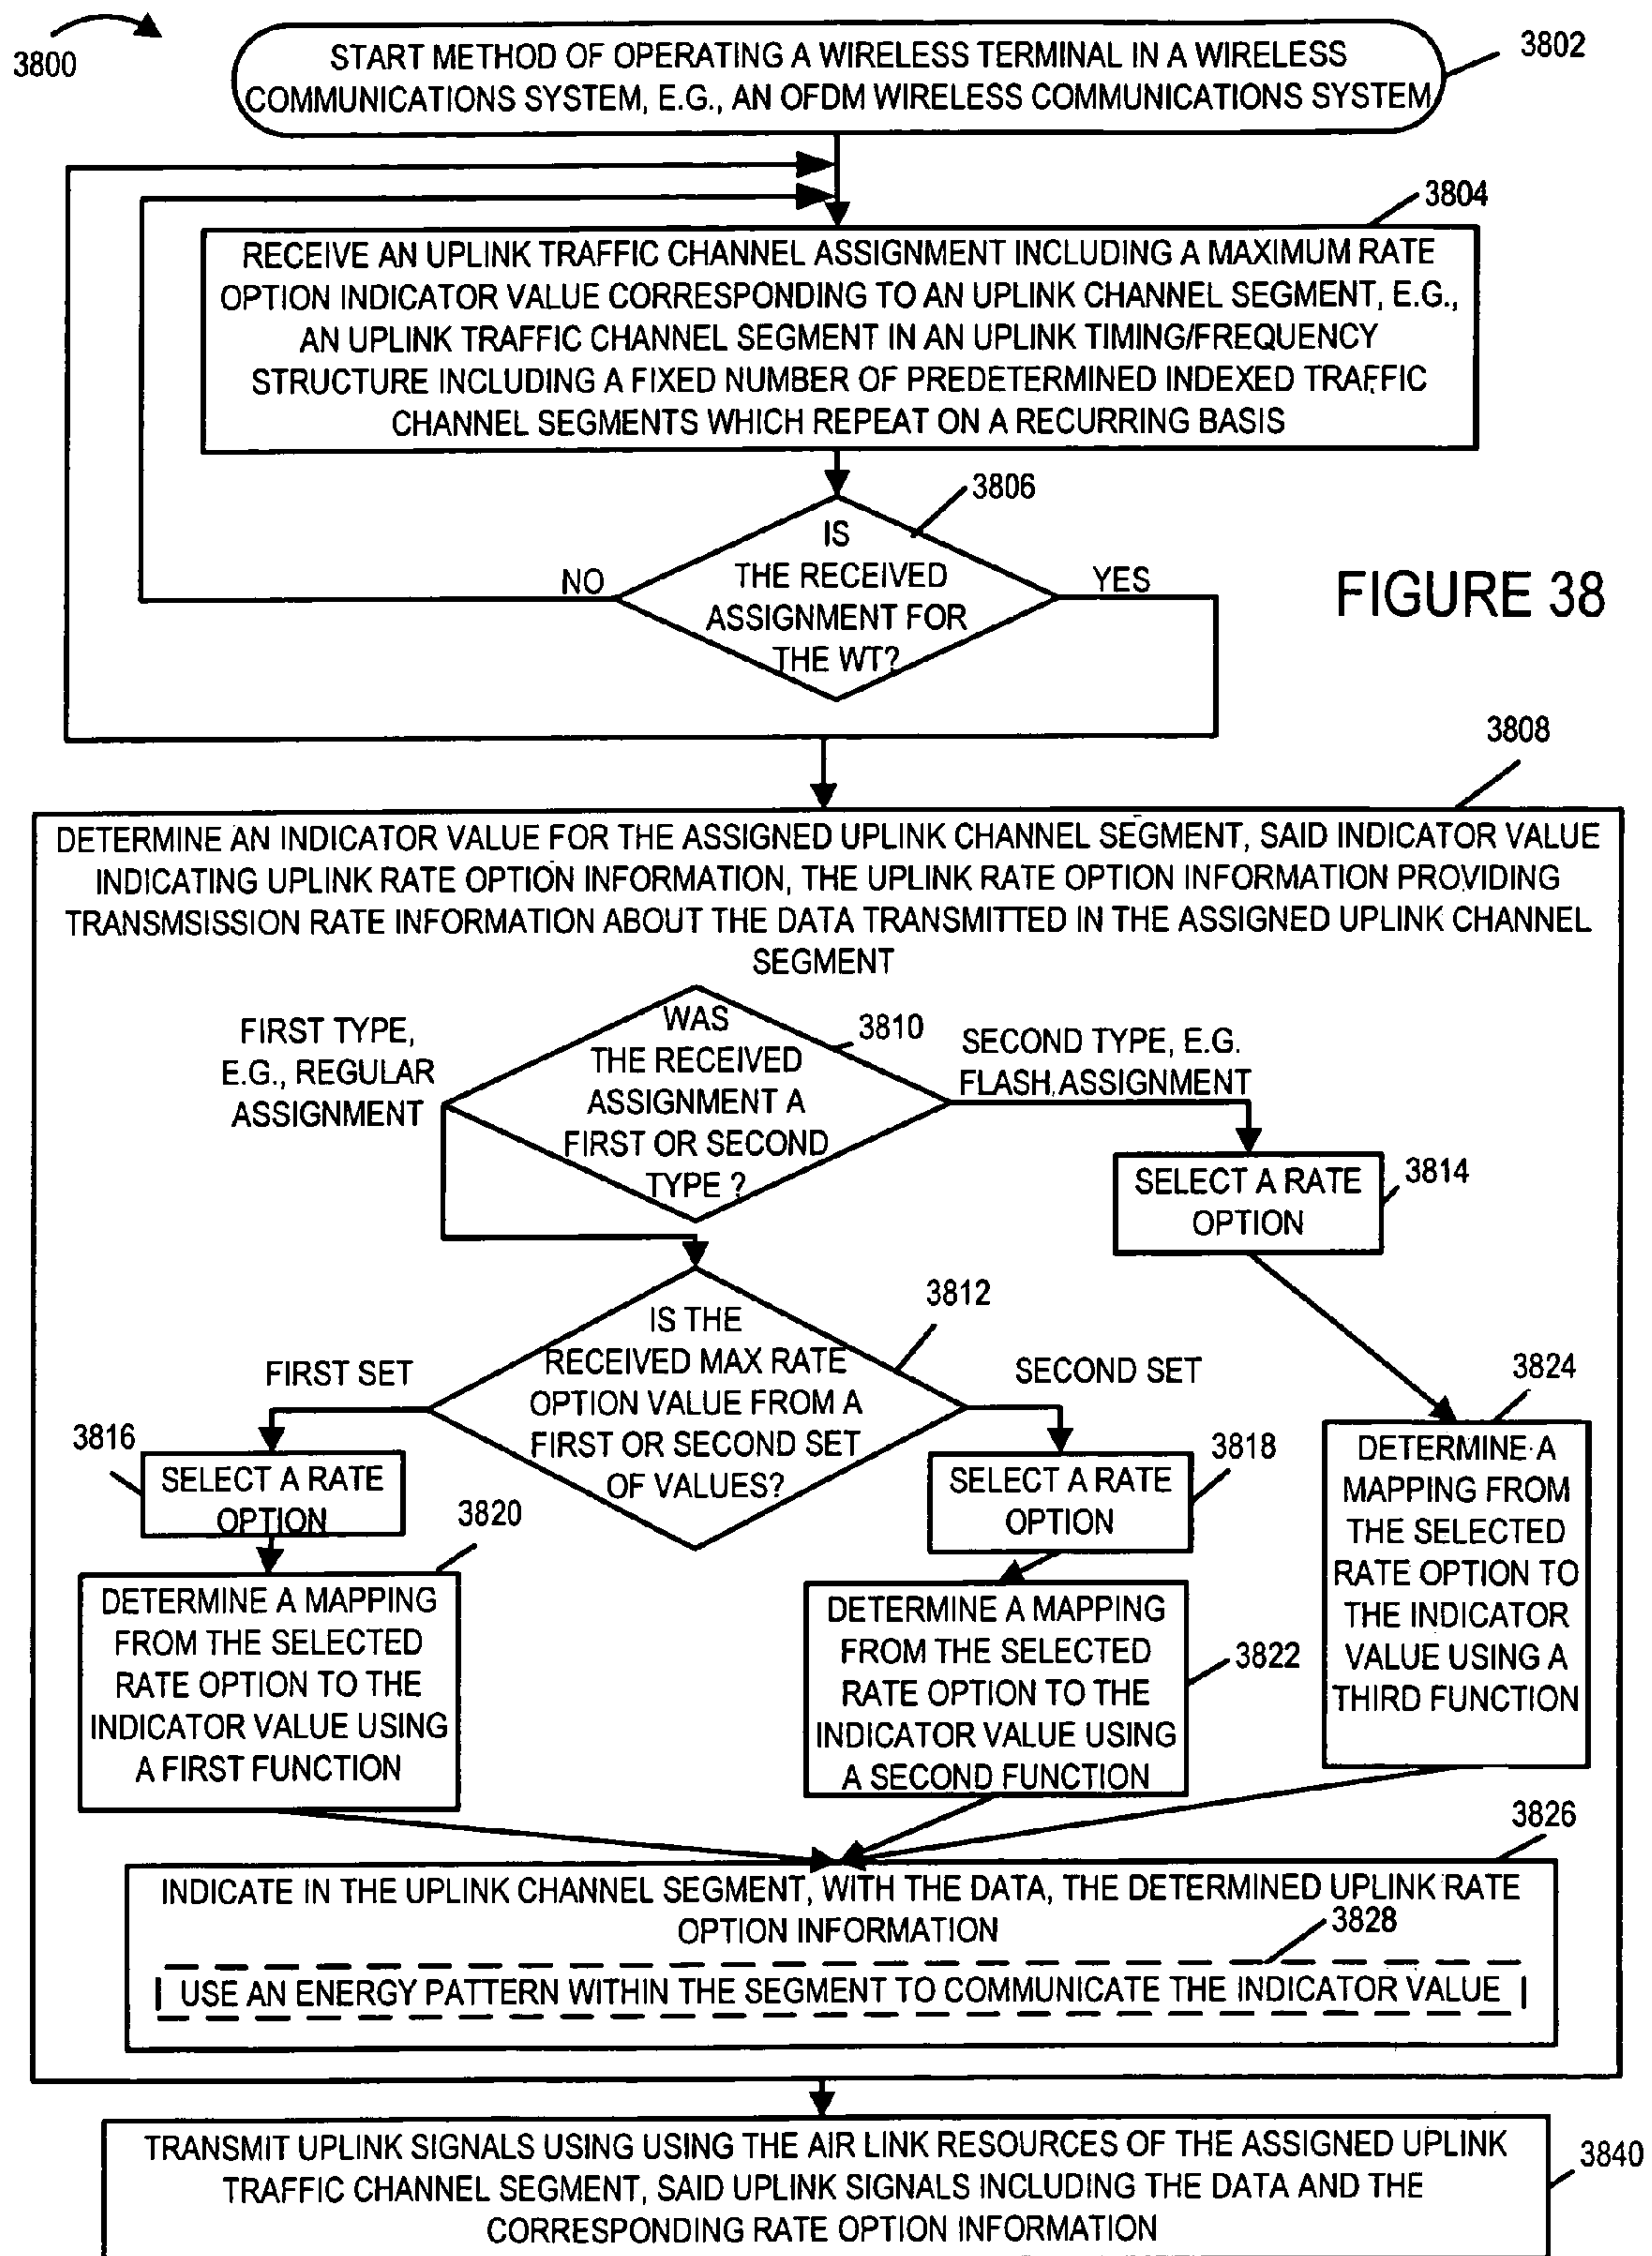 3800
START METHOD OF OPERATING A WIRELESS TERMINAL IN A WIRELESS
COMMUNICATIONS SYSTEM, E.G., AN OFDM WIRELESS COMMUNICATIONS SYSTEM
3802
3804
RECEIVE AN UPLINK TRAFFIC CHANNEL ASSIGNMENT INCLUDING A MAXIMUM RATE
OPTION INDICATOR VALUE CORRESPONDING TO AN UPLINK CHANNEL SEGMENT, E.G.,
AN UPLINK TRAFFIC CHANNEL SEGMENT IN AN UPLINK TIMING/FREQUENCY
STRUCTURE INCLUDING A FIXED NUMBER OF PREDETERMINED INDEXED TRAFFIC
CHANNEL SEGMENTS WHICH REPEAT ON A RECURRING BASIS
3806
IS
THE RECEIVED
ASSIGNMENT FOR
THE WT?
NO
YES
FIGURE 38
3808
DETERMINE AN INDICATOR VALUE FOR THE ASSIGNED UPLINK CHANNEL SEGMENT, SAID INDICATOR VALUE
INDICATING UPLINK RATE OPTION INFORMATION, THE UPLINK RATE OPTION INFORMATION PROVIDING
TRANSMSISSION RATE INFORMATION ABOUT THE DATA TRANSMITTED IN THE ASSIGNED UPLINK CHANNEL
SEGMENT
FIRST TYPE,
E.G., REGULAR
ASSIGNMENT
WAS
THE RECEIVED
ASSIGNMENT A
FIRST OR SECOND
TYPE ?
3810
SECOND TYPE, E.G.
FLASH ASSIGNMENT
SELECT A RATE
OPTION
3814
3812
IS THE
RECEIVED MAX RATE
OPTION VALUE FROM A
FIRST OR SECOND SET
OF VALUES?
FIRST SET
SECOND SET
3816
SELECT A RATE
OPTION
3820
DETERMINE A MAPPING
FROM THE SELECTED
RATE OPTION TO THE
INDICATOR VALUE USING
A FIRST FUNCTION
SELECT A RATE
OPTION
3818
DETERMINE A MAPPING
FROM THE SELECTED
RATE OPTION TO THE
INDICATOR VALUE USING
A SECOND FUNCTION
3822
3824
DETERMINE A
MAPPING FROM
THE SELECTED
RATE OPTION TO
THE INDICATOR
VALUE USING A
THIRD FUNCTION
3826
INDICATE IN THE UPLINK CHANNEL SEGMENT, WITH THE DATA, THE DETERMINED UPLINK RATE
OPTION INFORMATION
3828
USE AN ENERGY PATTERN WITHIN THE SEGMENT TO COMMUNICATE THE INDICATOR VALUE
TRANSMIT UPLINK SIGNALS USING USING THE AIR LINK RESOURCES OF THE ASSIGNED UPLINK
TRAFFIC CHANNEL SEGMENT, SAID UPLINK SIGNALS INCLUDING THE DATA AND THE
CORRESPONDING RATE OPTION INFORMATION
3840